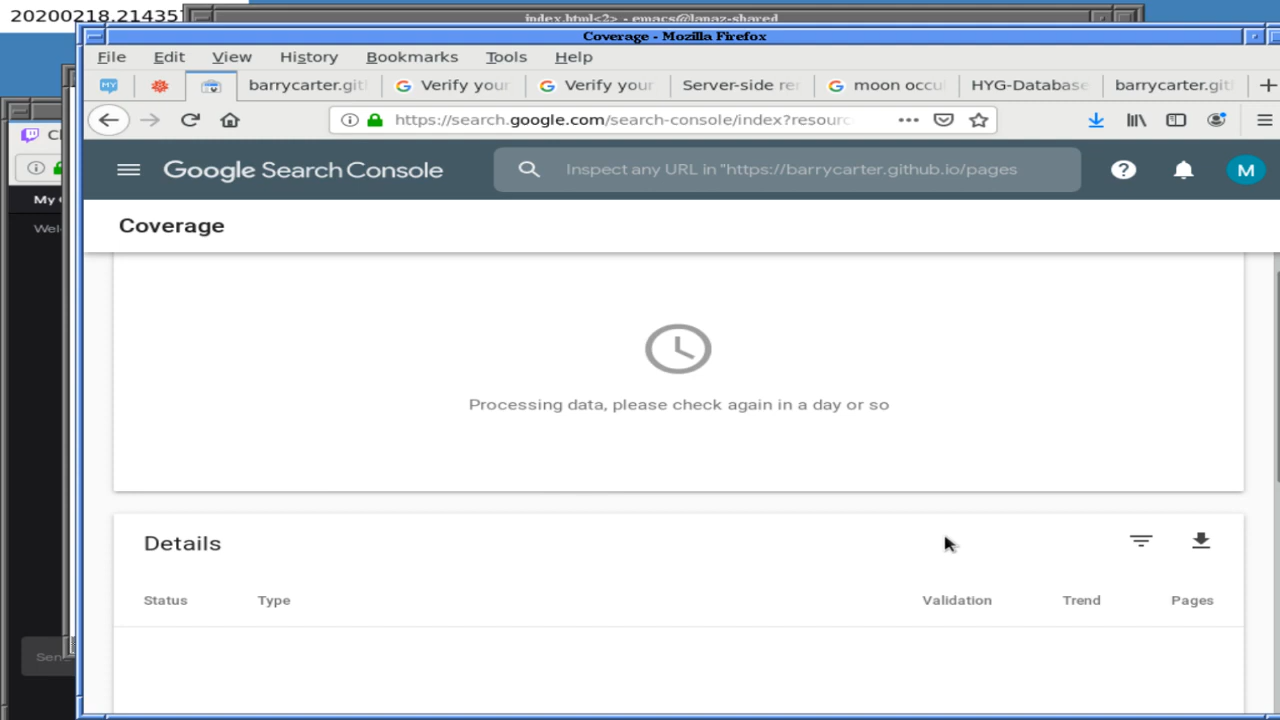 20200218.21435
index.html<2> - emacs@lanaz-shared
Coverage - Mozilla Firefox
File Edit View History Bookmarks Tools Help
barrycarter.git Verify your Verify your Server-side re moon occu HYG-Database barrycarter.git
https://search.google.com/search-console/index?resourc
Google Search Console
Inspect any URL in "https://barrycarter.github.io/pages
M
My
Coverage
Wel
Processing data, please check again in a day or so
Details
Status Type Validation Trend Pages
Sen